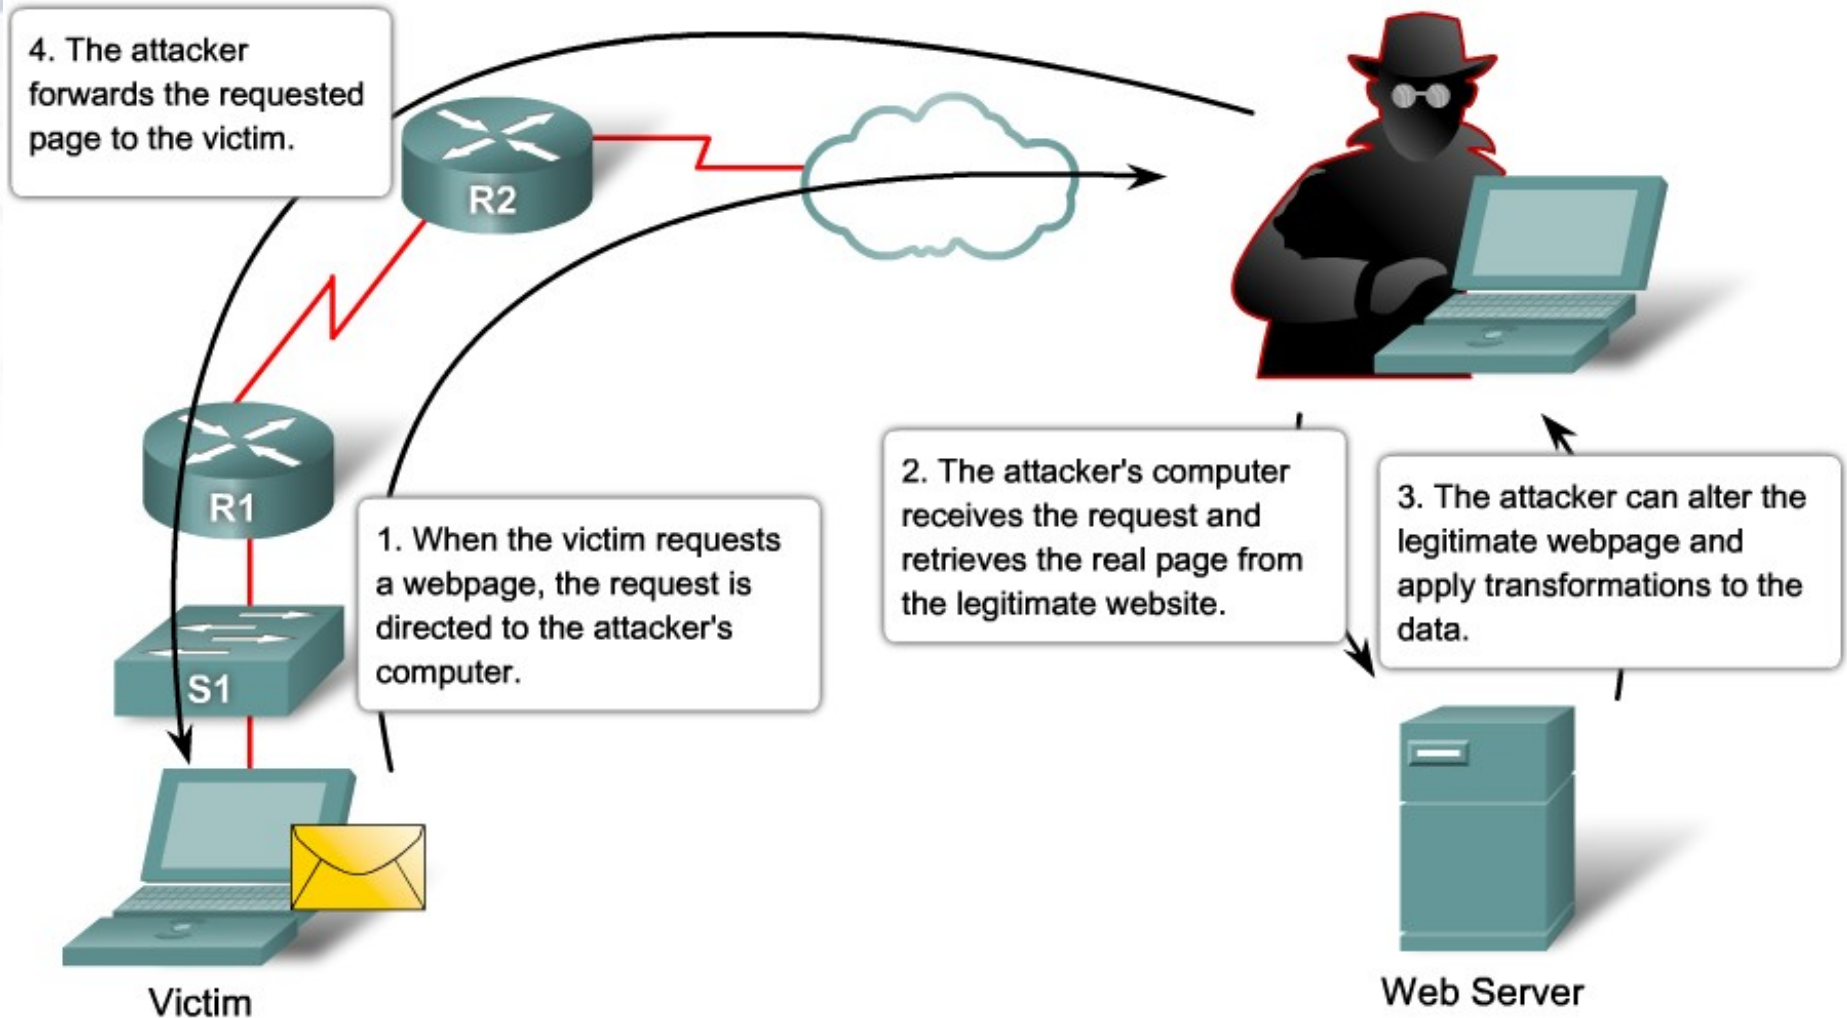 4. The attacker
forwards the requested
page to the victim.
R2
R1
1. When the victim requests
a webpage, the request is
directed to the attacker's
computer.
2. The attacker's computer
receives the request and
retrieves the real page from
the legitimate website.
3. The attacker can alter the
legitimate webpage and
apply transformations to the
data.
S1
Victim
Web Server